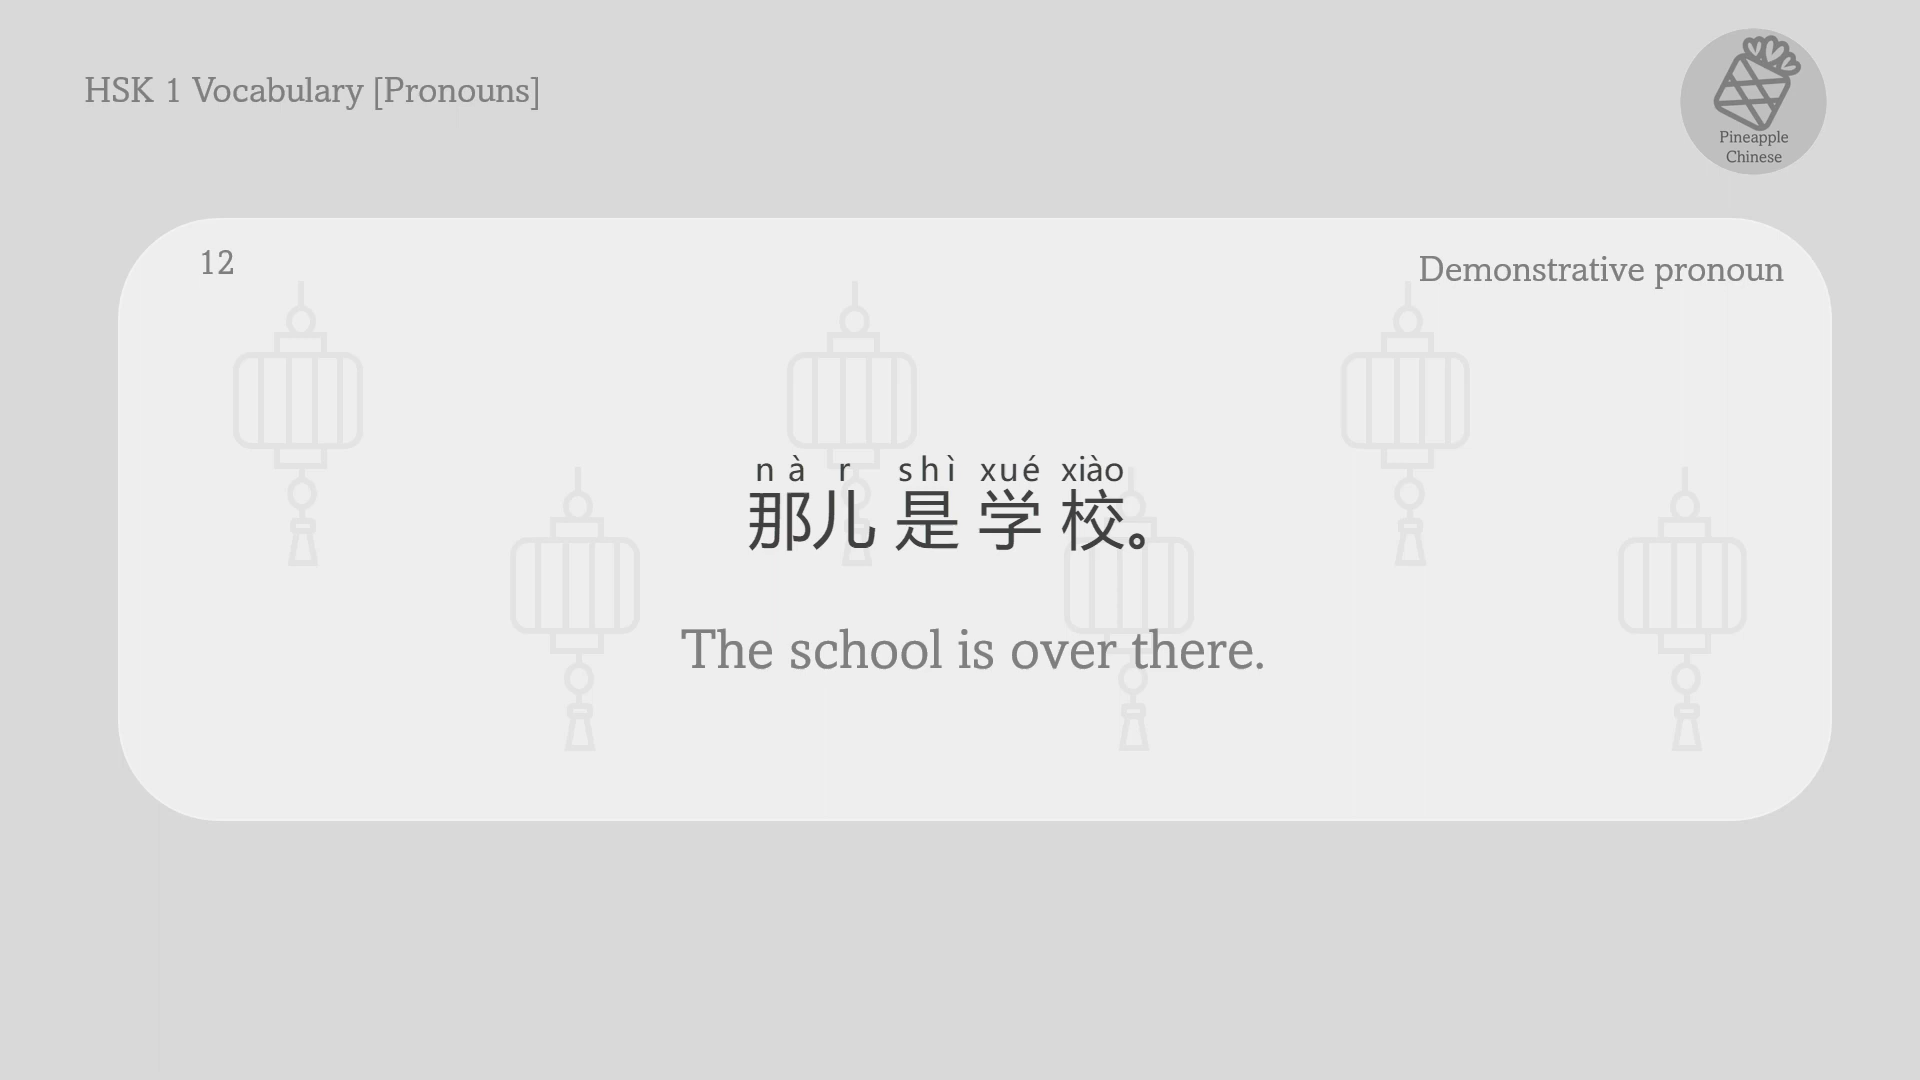 HSK 1 Vocabulary [Pronouns]
Pineapple
Chinese
12
Demonstrative pronoun
nàr shì xué xiào
那儿是学校。
The school is over there.